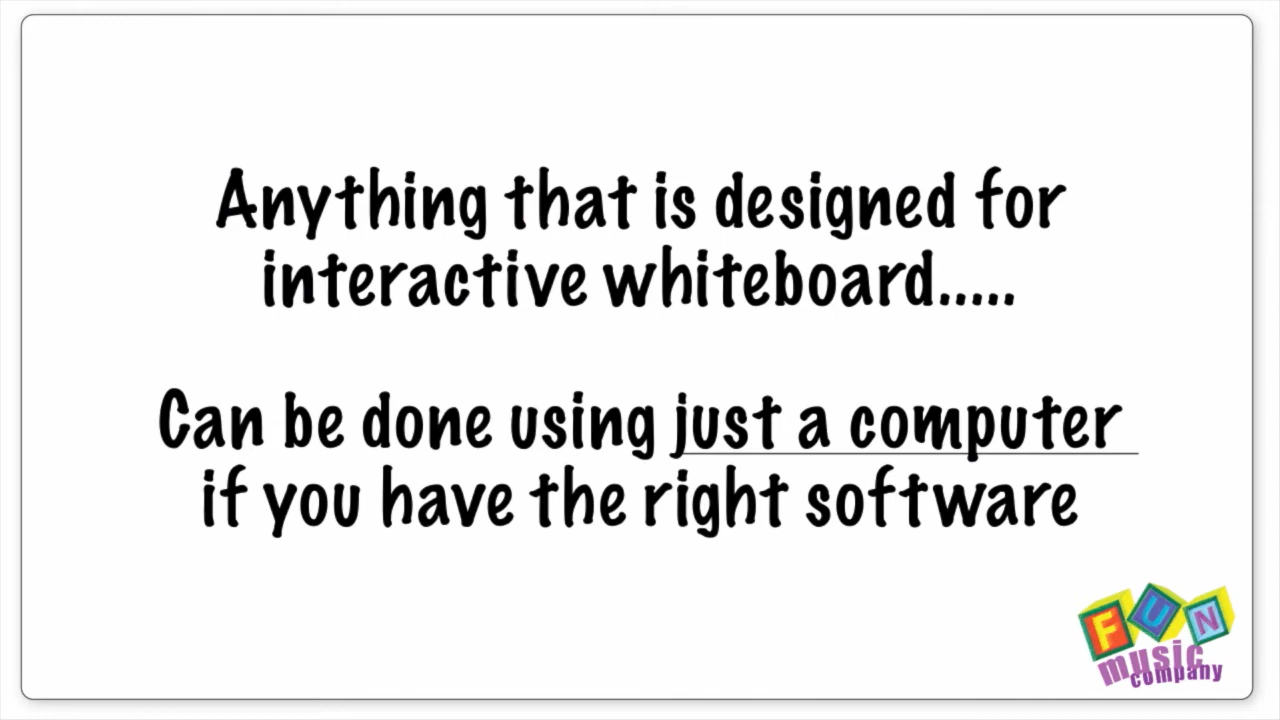 Anything that is designed for
interactive whiteboard.....
Can be done using just a computer
if you have the right software
FUN
music
company